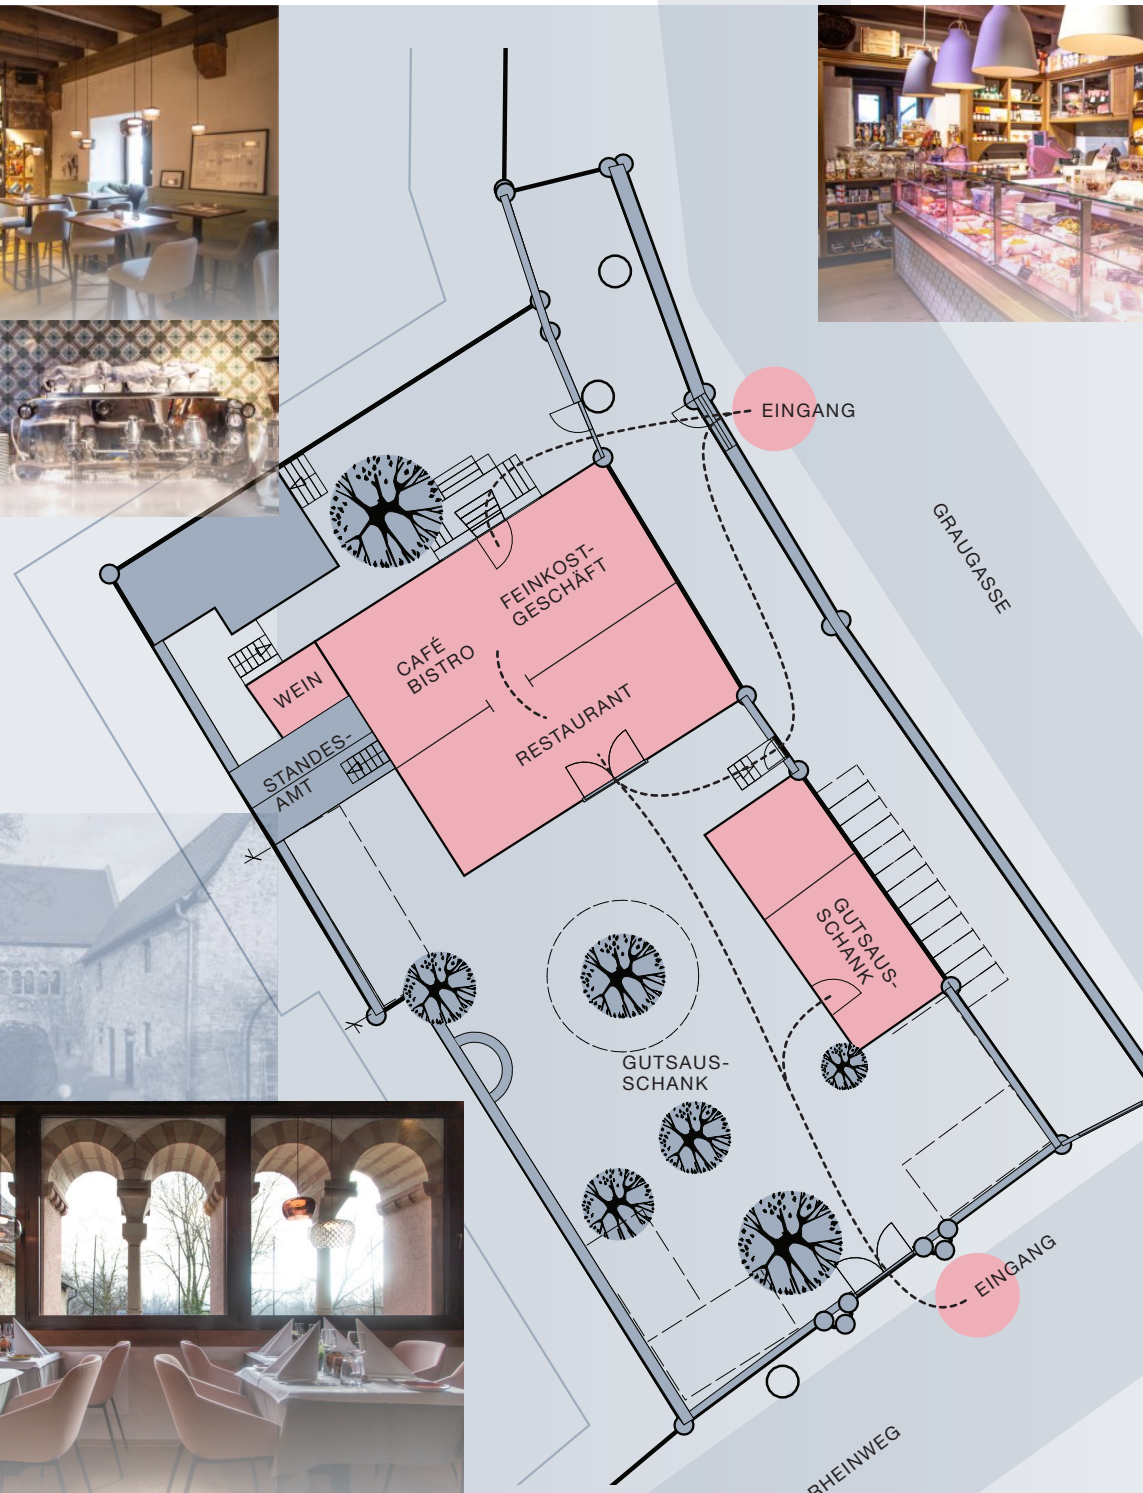 EINGANG
GRAUGASSE
FEINKOST-
GESCHÄFT
CAFÉ
BISTRO
WEIN
RESTAURANT
STANDES-
AMT
GUTSAUS-
SCHANK
GUTSAUS-
SCHANK
EINGANG
RHEINWEG